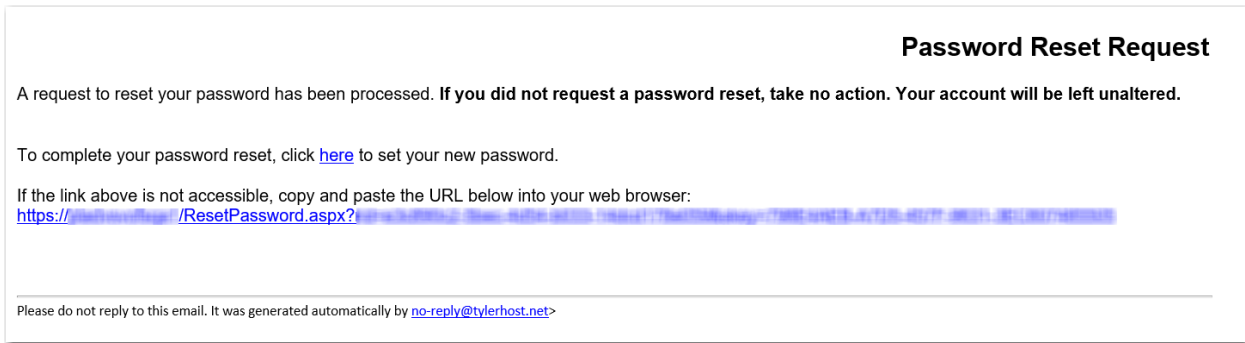 Password Reset Request
A request to reset your password has been processed. If you did not request a password reset, take no action. Your account will be left unaltered.
To complete your password reset, click here to set your new password.
If the link above is not accessible, copy and paste the URL below into your web browser:
https:// /ResetPassword.aspx?
Please do not reply to this email. It was generated automatically by no-reply@tylerhost.net>